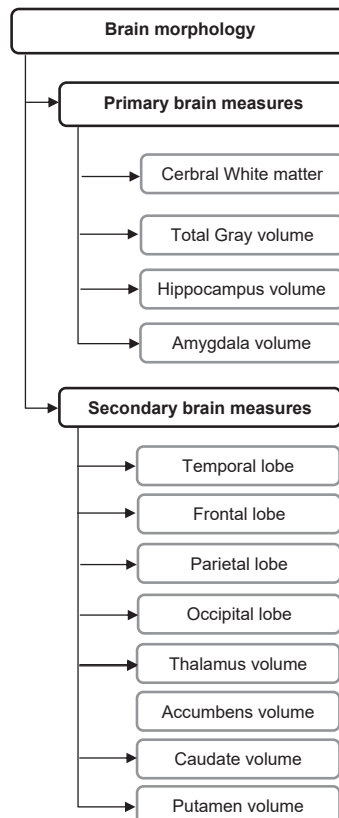 Brain morphology
Primary brain measures
Cerbral White matter
Total Gray volume
Hippocampus volume
Amygdala volume
Secondary brain measures
Temporal lobe
Frontal lobe
Parietal lobe
Occipital lobe
Thalamus volume
Accumbens volume
Caudate volume
Putamen volume